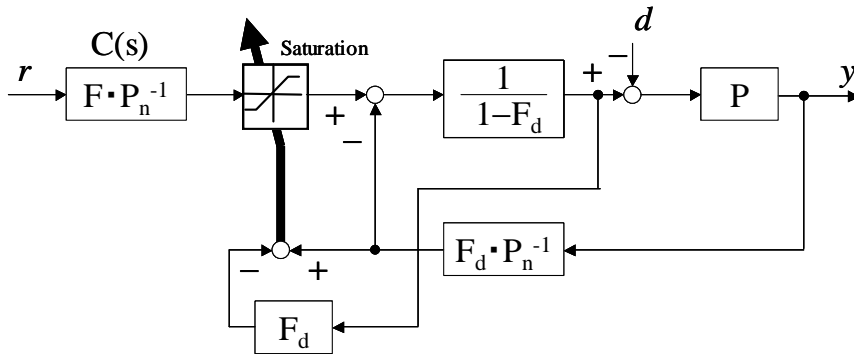 C(s)
Saturation
r
F・Pn⁻¹
+
−
1
1−Fd
+
−
d
P
y
−
+
Fd・Pn⁻¹
Fd